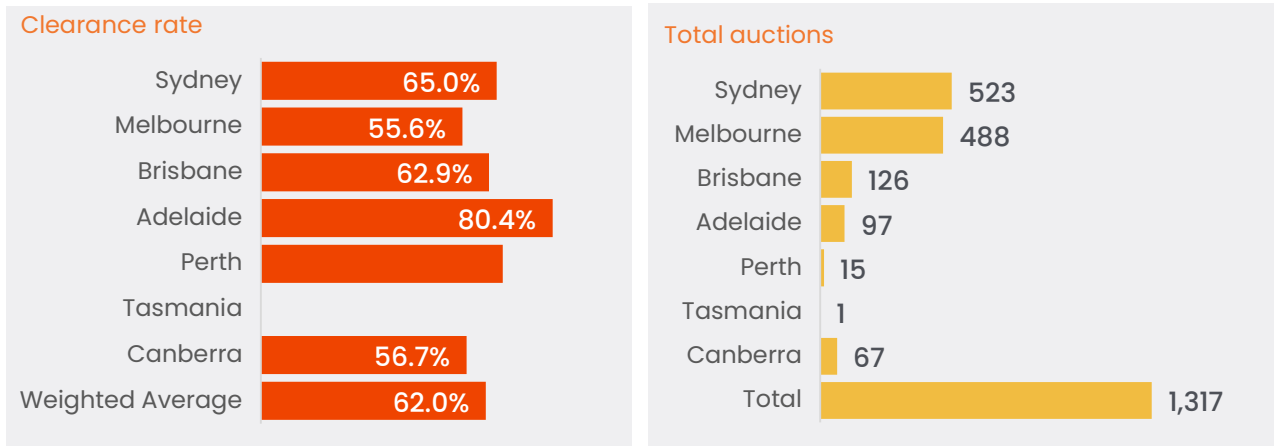 Clearance rate
Sydney 65.0%
Melbourne 55.6%
Brisbane 62.9%
Adelaide 80.4%
Perth
Tasmania
Canberra 56.7%
Weighted Average 62.0%
Total auctions
Sydney 523
Melbourne 488
Brisbane 126
Adelaide 97
Perth 15
Tasmania 1
Canberra 67
Total 1,317